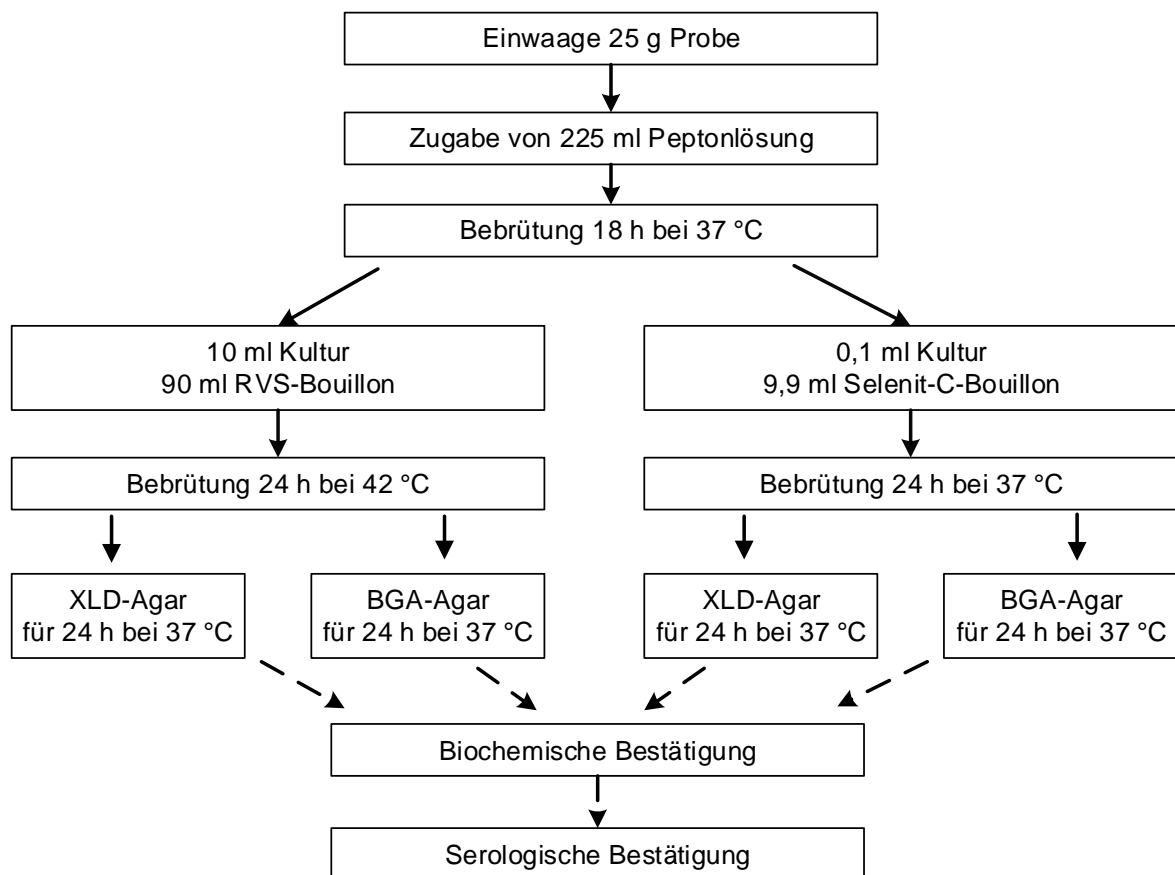 Einwaage 25 g Probe
Zugabe von 225 ml Peptonlösung
Bebrütung 18 h bei 37 °C
10 ml Kultur
90 ml RVS-Bouillon
0,1 ml Kultur
9,9 ml Selenit-C-Bouillon
Bebrütung 24 h bei 42 °C
Bebrütung 24 h bei 37 °C
XLD-Agar
für 24 h bei 37 °C
BGA-Agar
für 24 h bei 37 °C
XLD-Agar
für 24 h bei 37 °C
BGA-Agar
für 24 h bei 37 °C
Biochemische Bestätigung
Serologische Bestätigung